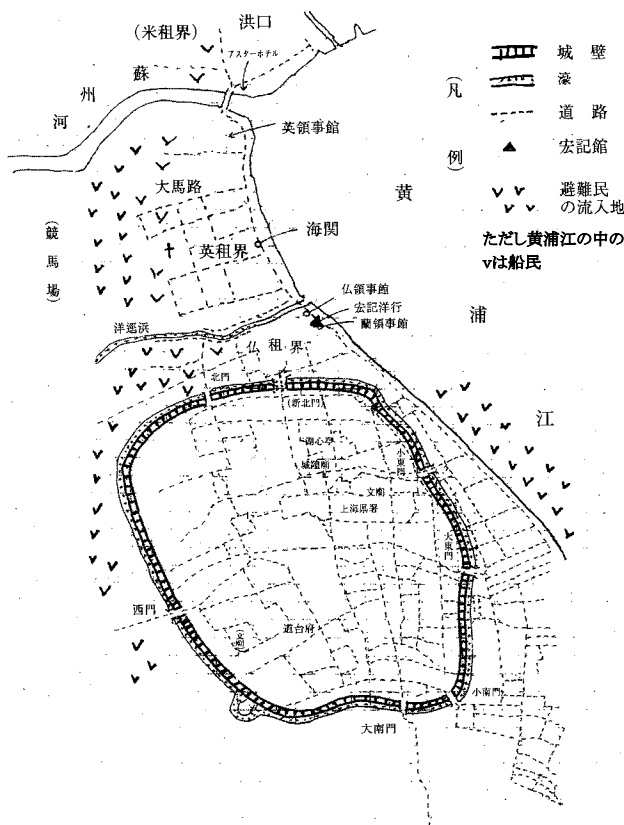 洪口
(米租界)
アスターホテル
蘇
州
河
英領事館
大馬路
(競馬場)
英租界
海関
黄
浦
江
仏領事館
宏記洋行
蘭領事館
洋巡浜
仏租界
北門
(新北門)
湖心亭
城隍廟
小東門
文廟
上海県署
大東門
西門
道台府
(文廟)
小南門
大南門
(凡例)
城壁
濠
道路
宏記館
避難民
の流入地
ただし黄浦江の中の
vは船民